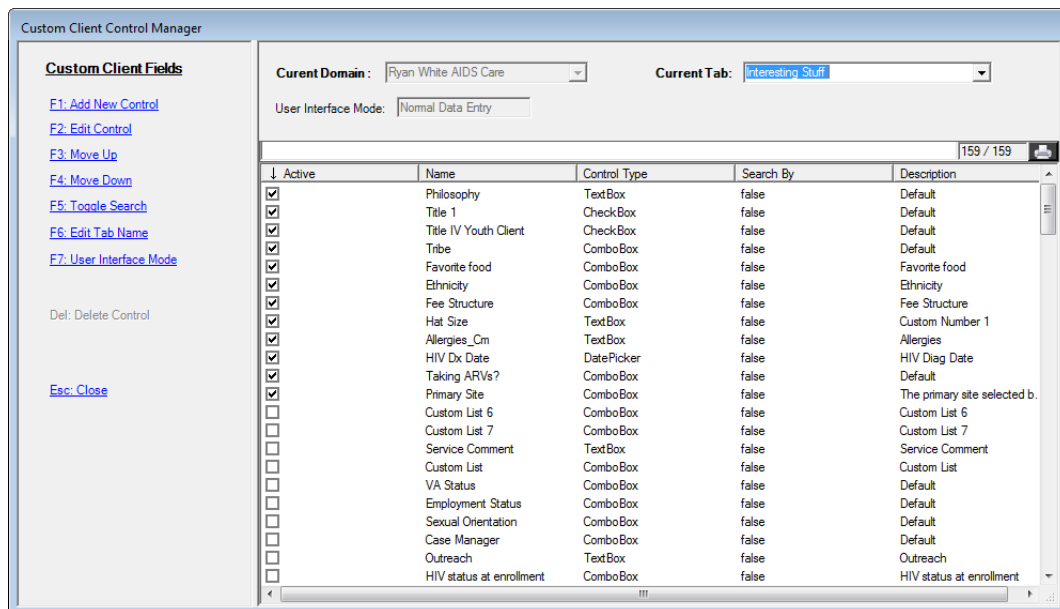 Custom Client Control Manager
Custom Client Fields
F1: Add New Control
F2: Edit Control
F3: Move Up
F4: Move Down
F5: Toggle Search
F6: Edit Tab Name
F7: User Interface Mode
Del: Delete Control
Esc: Close
Curent Domain : Ryan White AIDS Care Current Tab: Interesting Stuff
User Interface Mode: Normal Data Entry
159 / 159
↓ Active Name Control Type Search By Description
Philosophy TextBox false Default
Title 1 CheckBox false Default
Title IV Youth Client CheckBox false Default
Tribe ComboBox false Default
Favorite food ComboBox false Favorite food
Ethnicity ComboBox false Ethnicity
Fee Structure ComboBox false Fee Structure
Hat Size TextBox false Custom Number 1
Allergies_Cm TextBox false Allergies
HIV Dx Date DatePicker false HIV Diag Date
Taking ARVs? ComboBox false Default
Primary Site ComboBox false The primary site selected b.
Custom List 6 ComboBox false Custom List 6
Custom List 7 ComboBox false Custom List 7
Service Comment TextBox false Service Comment
Custom List ComboBox false Custom List
VA Status ComboBox false Default
Employment Status ComboBox false Default
Sexual Orientation ComboBox false Default
Case Manager ComboBox false Default
Outreach TextBox false Outreach
HIV status at enrollment ComboBox false HIV status at enrollment